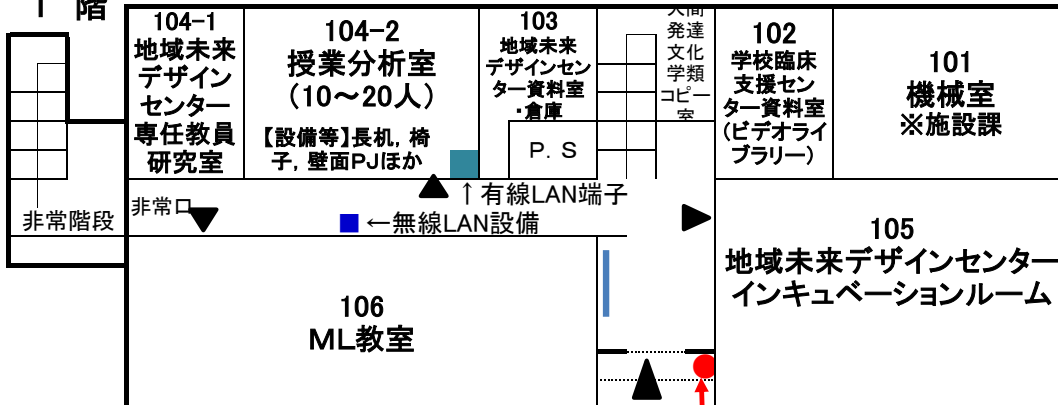 1 階
104-1
地域未来
デザイン
センター
専任教員
研究室
104-2
授業分析室
（10～20人）
【設備等】長机，椅
子，壁面PJほか
103
地域未来
デザインセン
ター資料室
・倉庫
P．S
人間
発達
文化
学類
コピー
室
102
学校臨床
支援セン
ター資料室
（ビデオライ
ブラリー）
101
機械室
※施設課
↑有線LAN端子
非常口
非常階段
←無線LAN設備
105
地域未来デザインセンター
インキュベーションルーム
106
ML教室